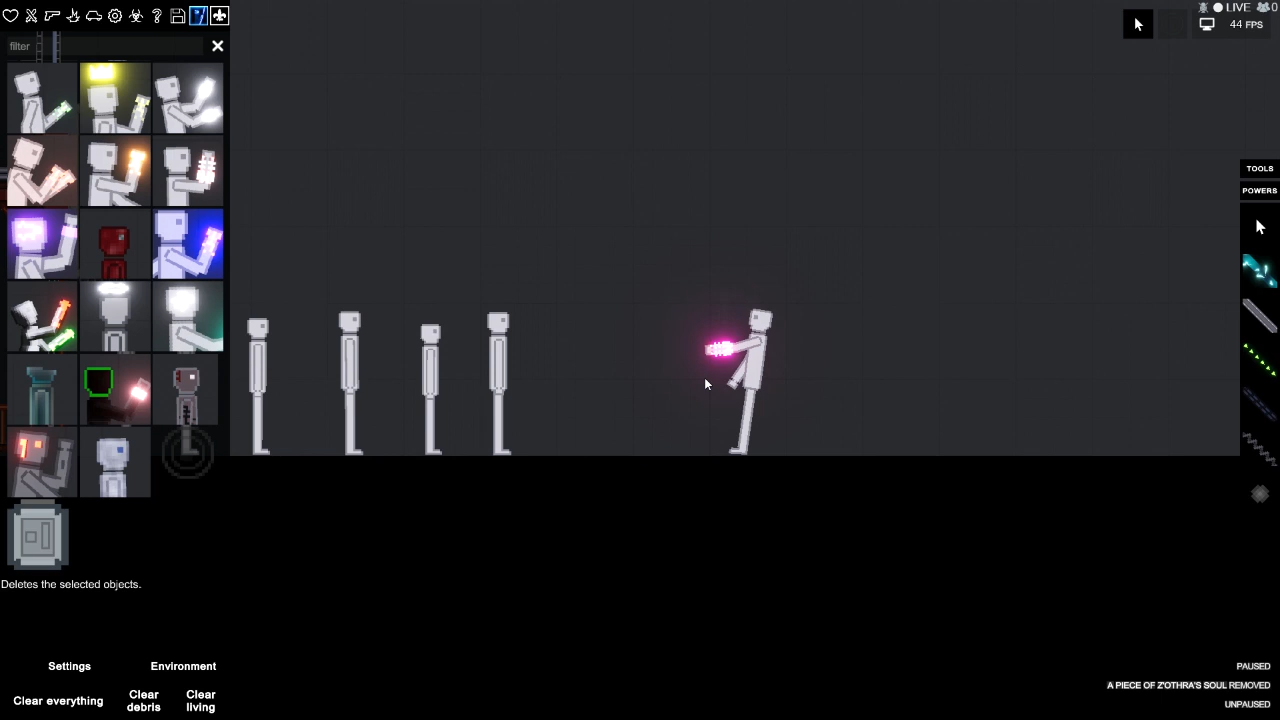 LIVE 0
filter
44 FPS
TOOLS
POWERS
Deletes the selected objects.
Settings
Environment
Clear everything
Clear debris
Clear living
PAUSED
A PIECE OF Z'OTHRA'S SOUL REMOVED
UNPAUSED